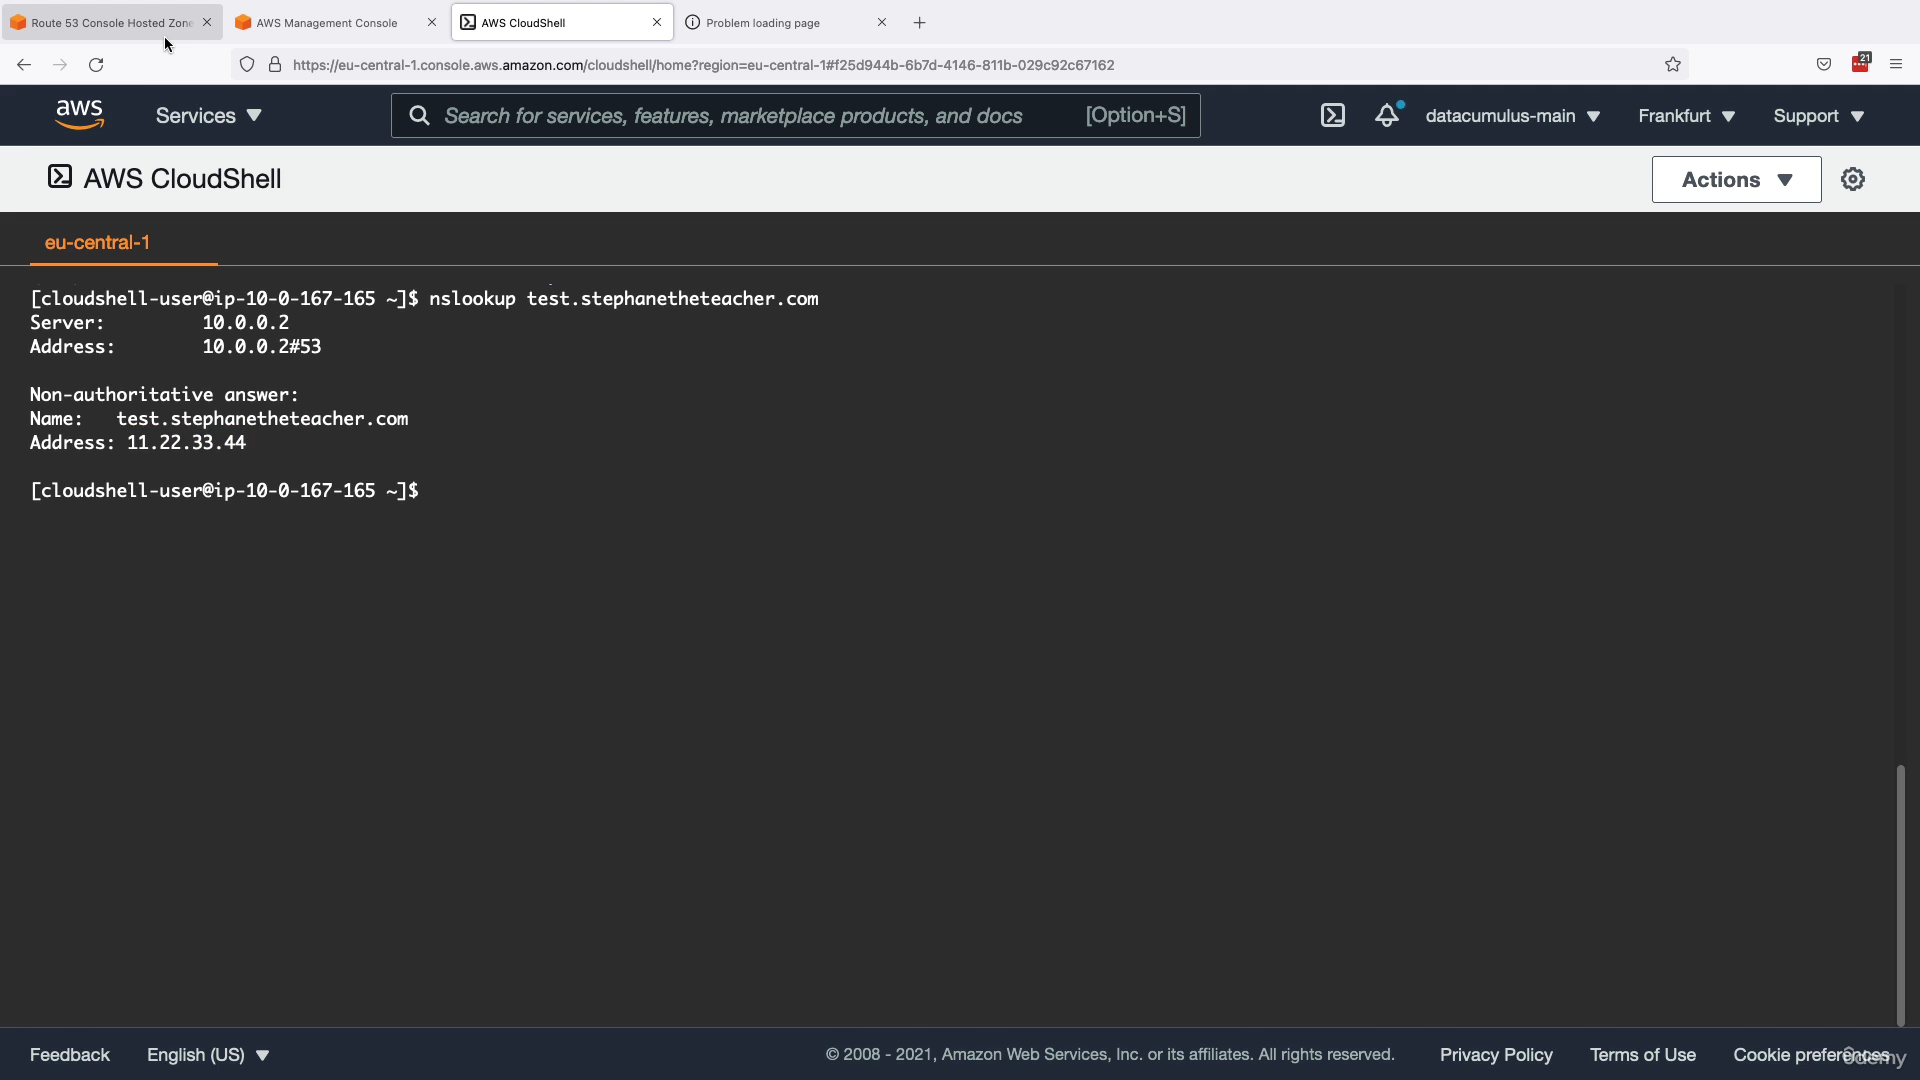 Route 53 Console Hosted Zone
AWS Management Console
AWS CloudShell
Problem loading page
https://eu-central-1.console.aws.amazon.com/cloudshell/home?region=eu-central-1#f25d944b-6b7d-4146-811b-029c92c67162
21
aws
Services
Search for services, features, marketplace products, and docs
[Option+S]
datacumulus-main
Frankfurt
Support
AWS CloudShell
Actions
eu-central-1
[cloudshell-user@ip-10-0-167-165 ~]$ nslookup test.stephanetheteacher.com
Server: 10.0.0.2
Address: 10.0.0.2#53
Non-authoritative answer:
Name: test.stephanetheteacher.com
Address: 11.22.33.44
[cloudshell-user@ip-10-0-167-165 ~]$
Feedback
English (US)
© 2008 - 2021, Amazon Web Services, Inc. or its affiliates. All rights reserved.
Privacy Policy
Terms of Use
Cookie preferences
udemy